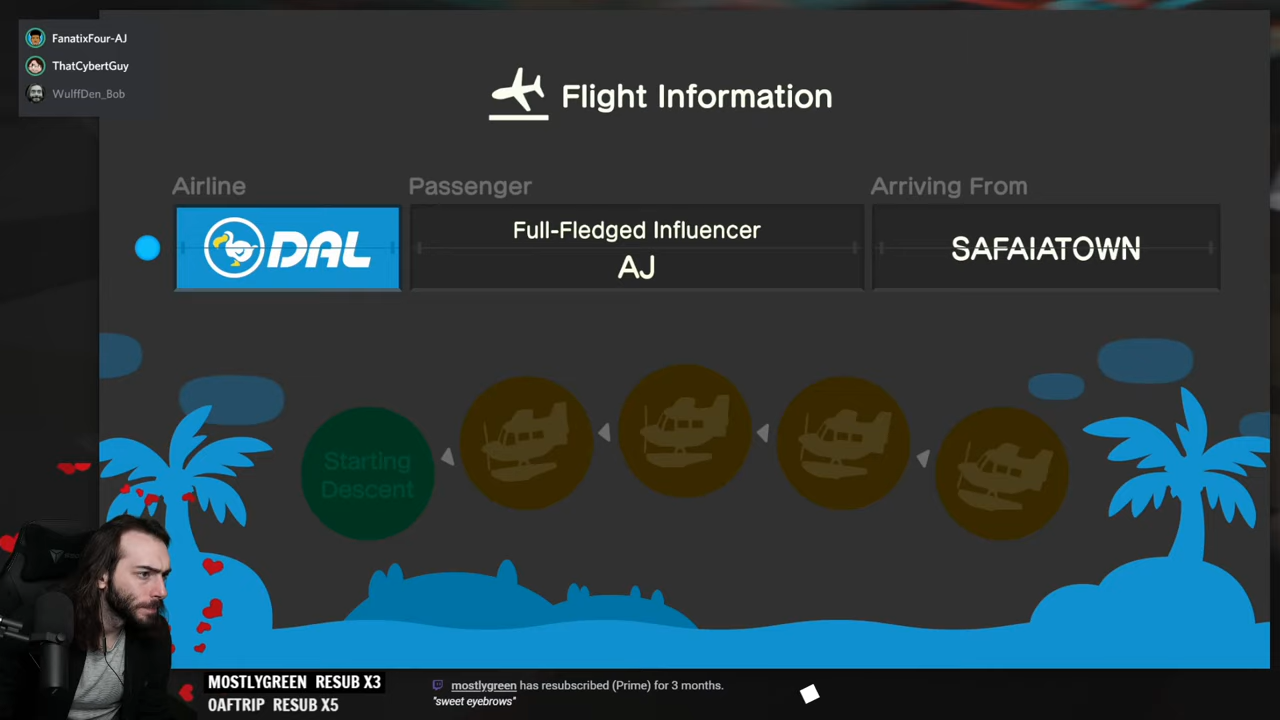 FanatixFour-AJ
ThatCybertGuy
WulffDen_Bob
Flight Information
Airline
Passenger
Arriving From
DAL
Full-Fledged Influencer
AJ
SAFAIATOWN
Starting
Descent
MOSTLYGREEN RESUB X3
OAFTRIP RESUB X5
mostlygreen has resubscribed (Prime) for 3 months.
"sweet eyebrows"